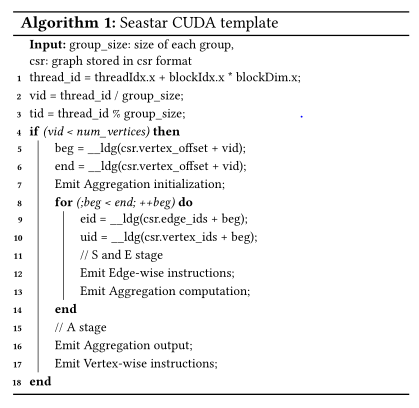 Algorithm 1: Seastar CUDA template
Input: group_size: size of each group,
csr: graph stored in csr format
1 thread_id = threadIdx.x + blockIdx.x * blockDim.x;
2 vid = thread_id / group_size;
3 tid = thread_id % group_size;
4 if (vid < num_vertices) then
5 beg = __ldg(csr.vertex_offset + vid);
6 end = __ldg(csr.vertex_offset + vid);
7 Emit Aggregation initialization;
8 for (;beg < end; ++beg) do
9 eid = __ldg(csr.edge_ids + beg);
10 uid = __ldg(csr.vertex_ids + beg);
11 // S and E stage
12 Emit Edge-wise instructions;
13 Emit Aggregation computation;
14 end
15 // A stage
16 Emit Aggregation output;
17 Emit Vertex-wise instructions;
18 end